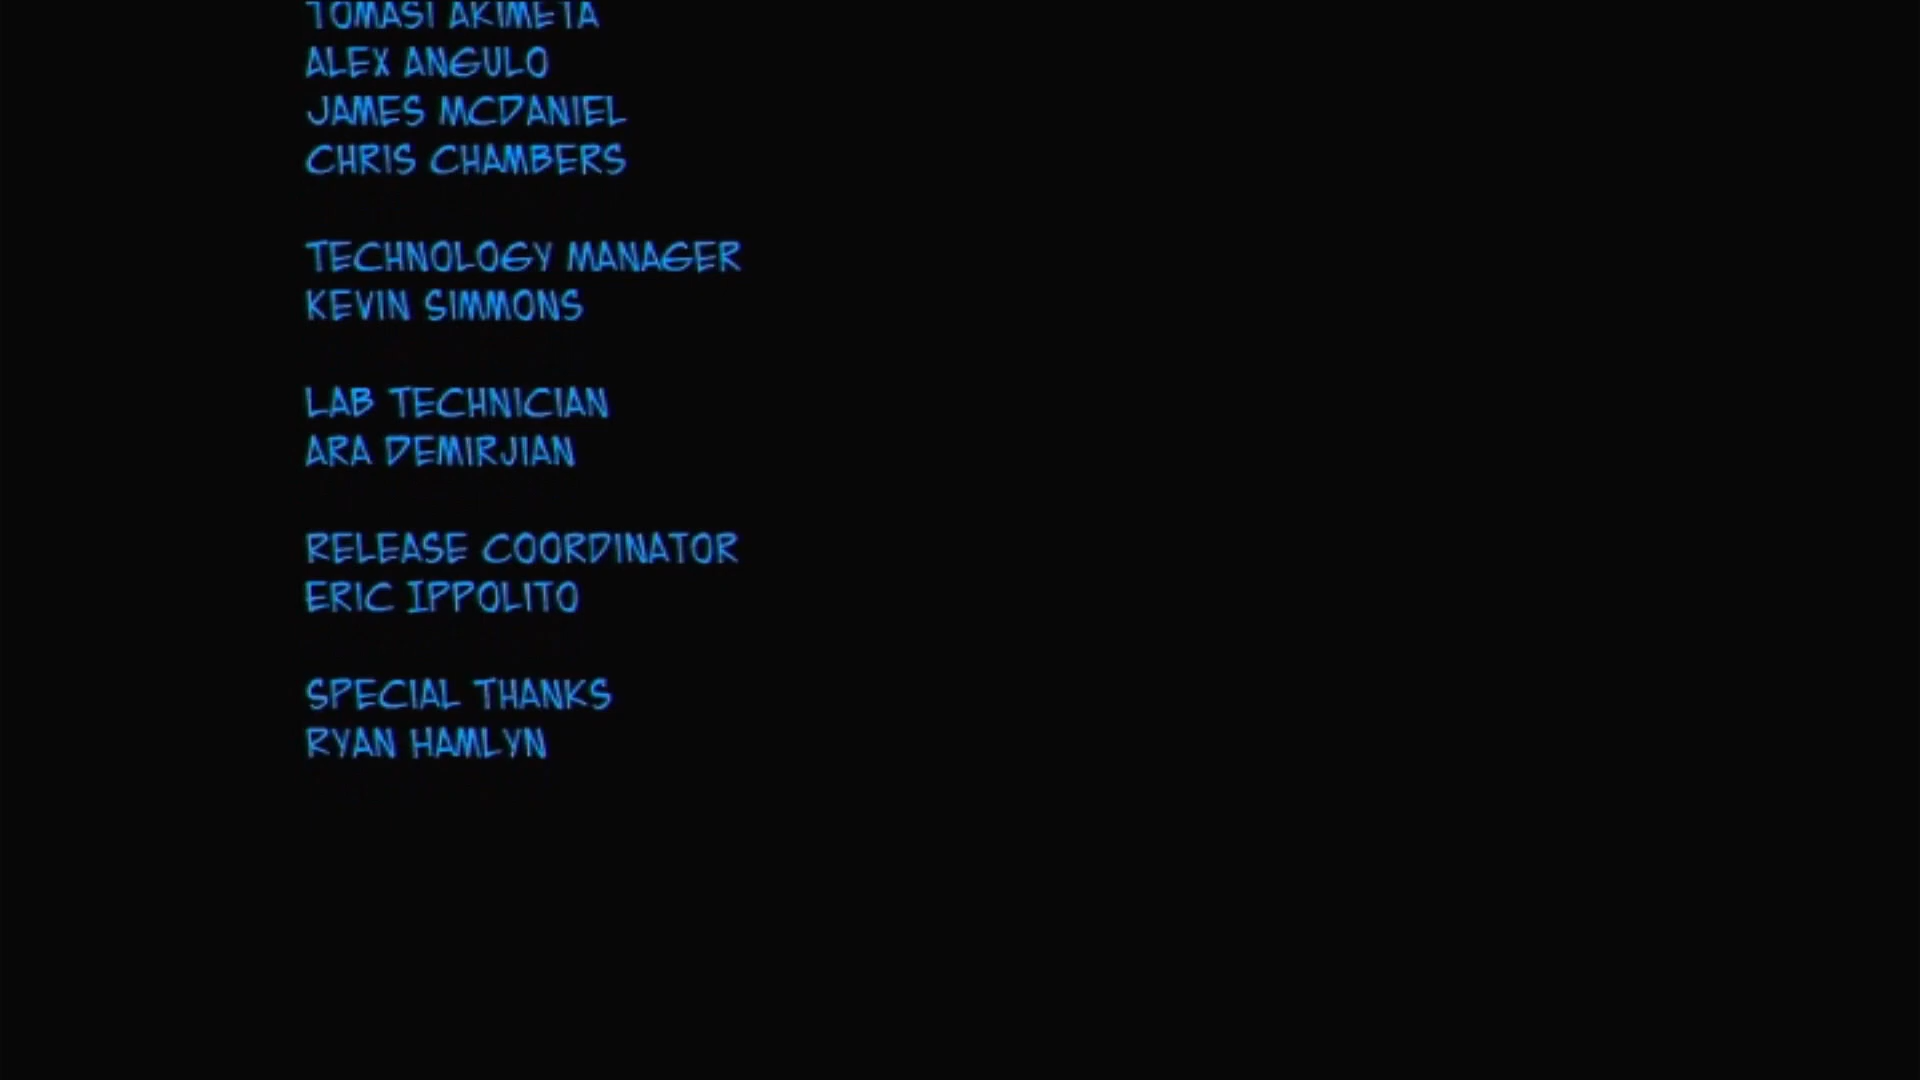 TOMASI AKIMETA
ALEX ANGULO
JAMES MCDANIEL
CHRIS CHAMBERS
TECHNOLOGY MANAGER
KEVIN SIMMONS
LAB TECHNICIAN
ARA DEMIRJIAN
RELEASE COORDINATOR
ERIC IPPOLITO
SPECIAL THANKS
RYAN HAMLYN